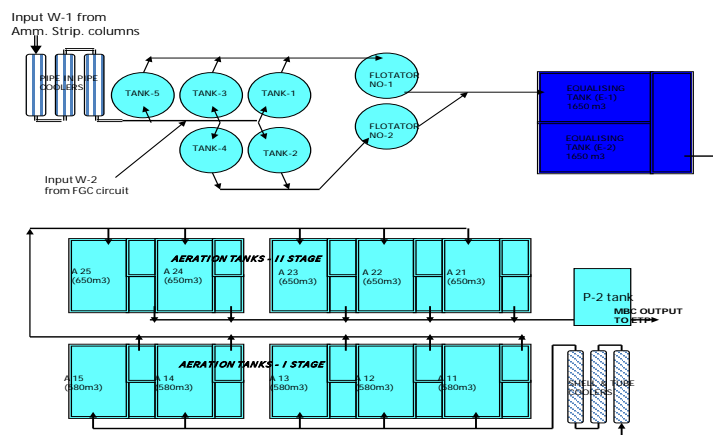 Input W-1 from
Amm. Strip. columns
PIPE IN PIPE
COOLERS
TANK-5
TANK-3
TANK-1
FLOTATOR
NO-1
EQUALISING
TANK (E-1)
1650 m3
TANK-4
TANK-2
FLOTATOR
NO-2
EQUALISING
TANK (E-2)
1650 m3
Input W-2
from FGC circuit
AERATION TANKS - II STAGE
A 25
(650m3)
A 24
(650m3)
A 23
(650m3)
A 22
(650m3)
A 21
(650m3)
P-2 tank
MBC OUTPUT
TO ETP
AERATION TANKS - I STAGE
A 15
(580m3)
A 14
(580m3)
A 13
(580m3)
A 12
(580m3)
A 11
(580m3)
SHELL & TUBE
COOLERS